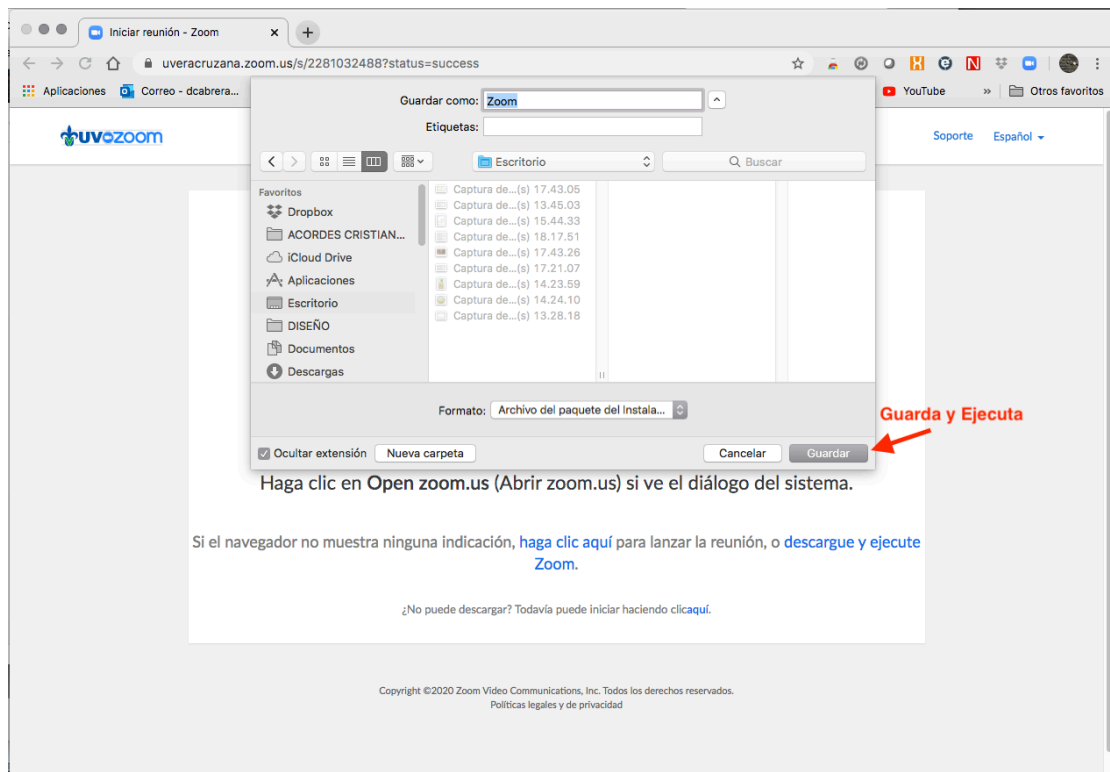 Iniciar reunión - Zoom
uveracruzana.zoom.us/s/2281032488?status=success
Aplicaciones Correo - dcabrera... YouTube » Otros favoritos
Guardar como: Zoom
Etiquetas:
uvozoom Soporte Español
Escritorio Buscar
Favoritos
Dropbox
ACORDES CRISTIAN...
iCloud Drive
Aplicaciones
Escritorio
DISEÑO
Documentos
Descargas
Captura de...(s) 17.43.05
Captura de...(s) 13.45.03
Captura de...(s) 15.44.33
Captura de...(s) 18.17.51
Captura de...(s) 17.43.26
Captura de...(s) 17.21.07
Captura de...(s) 14.23.59
Captura de...(s) 14.24.10
Captura de...(s) 13.28.18
Formato: Archivo del paquete del Instala...
Guarda y Ejecuta
Ocultar extensión Nueva carpeta Cancelar Guardar
Haga clic en Open zoom.us (Abrir zoom.us) si ve el diálogo del sistema.
Si el navegador no muestra ninguna indicación, haga clic aquí para lanzar la reunión, o descargue y ejecute
Zoom.
¿No puede descargar? Todavía puede iniciar haciendo clicaquí.
Copyright ©2020 Zoom Video Communications, Inc. Todos los derechos reservados.
Políticas legales y de privacidad